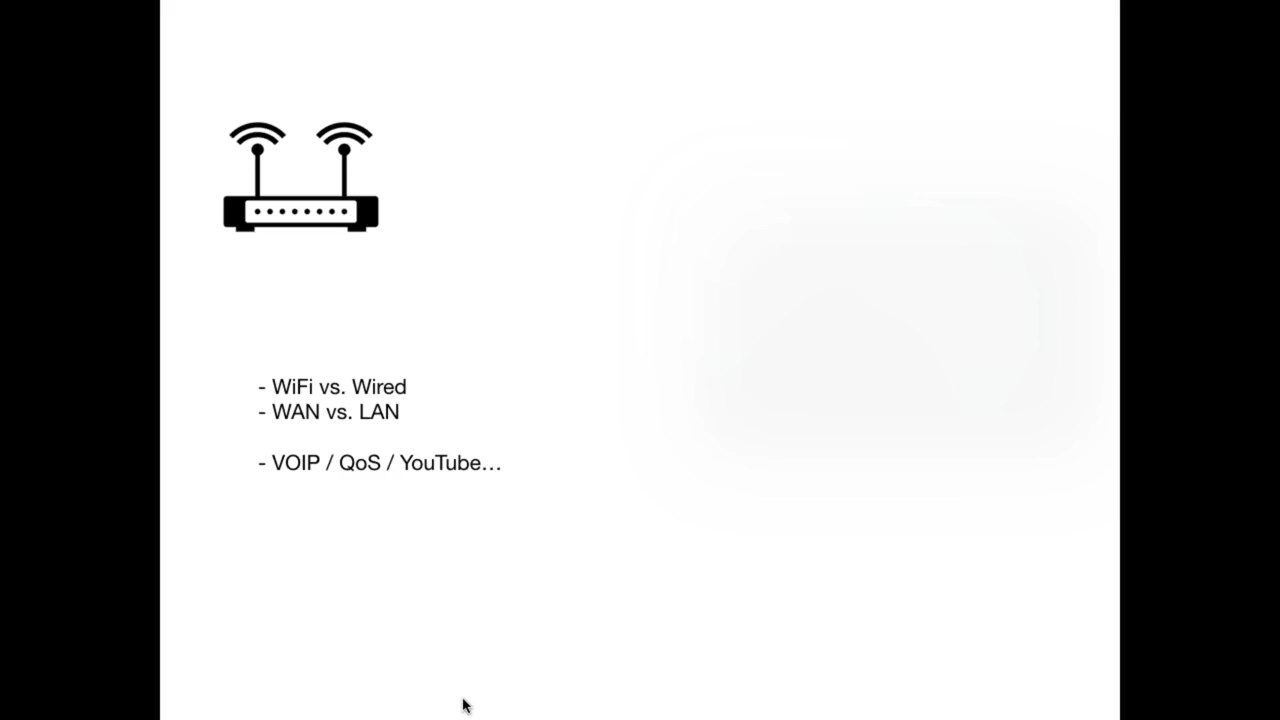 - WiFi vs. Wired
- WAN vs. LAN
- VOIP / QoS / YouTube…